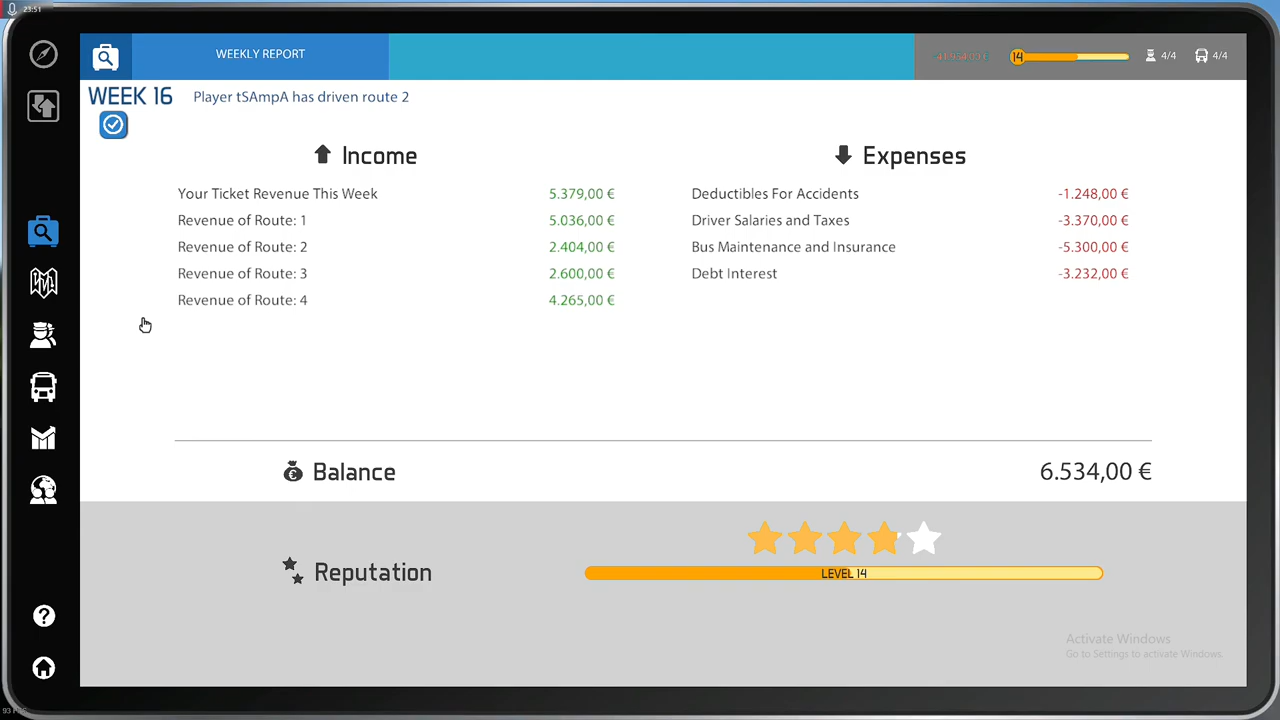 23:51
WEEKLY REPORT
14
4/4
4/4
WEEK 16
Player tSAmpA has driven route 2
Income
Expenses
Your Ticket Revenue This Week 5.379,00 €
Deductibles For Accidents -1.248,00 €
Revenue of Route: 1 5.036,00 €
Driver Salaries and Taxes -3.370,00 €
Revenue of Route: 2 2.404,00 €
Bus Maintenance and Insurance -5.300,00 €
Revenue of Route: 3 2.600,00 €
Debt Interest -3.232,00 €
Revenue of Route: 4 4.265,00 €
Balance 6.534,00 €
Reputation
LEVEL 14
Activate Windows
Go to Settings to activate Windows.